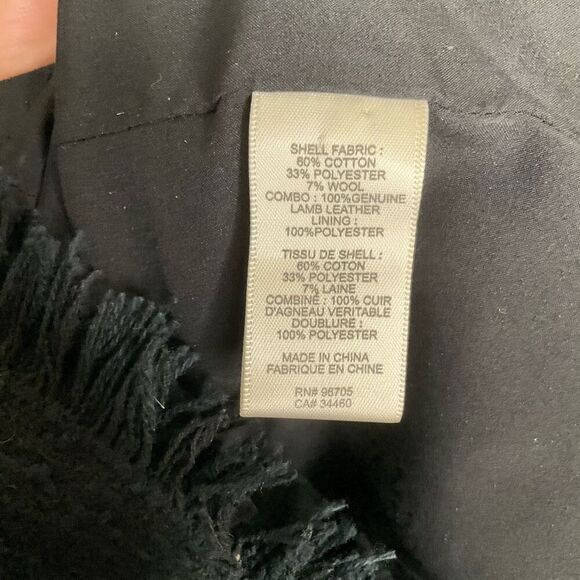 SHELL FABRIC :
60% COTTON
33% POLYESTER
7% WOOL
COMBO : 100%GENUINE
LAMB LEATHER
LINING :
100%POLYESTER
TISSU DE SHELL :
60% COTON
33% POLYESTER
7% LAINE
COMBINE : 100% CUIR
D'AGNEAU VERITABLE
DOUBLURE :
100% POLYESTER
MADE IN CHINA
FABRIQUE EN CHINE
RN# 96705
CA# 34460